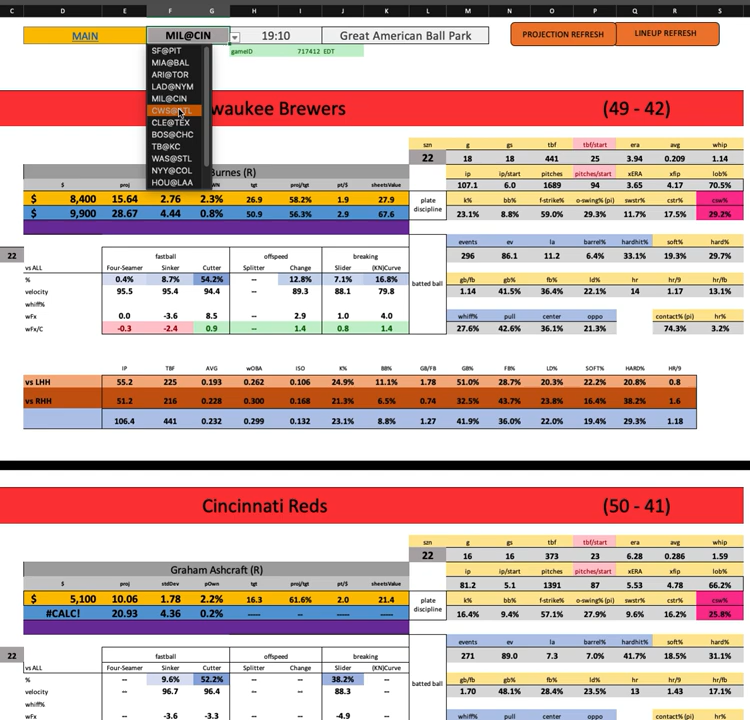 C D E F G H I J K L M N O P Q R S
MAIN MIL@CIN 19:10 Great American Ball Park PROJECTION REFRESH LINEUP REFRESH
SF@PIT gameID 717412 EDT
MIA@BAL
ARI@TOR
LAD@NYM
MIL@CIN
CWS@ATL
CLE@TEX
BOS@CHC
TB@KC
WAS@STL
NYY@COL
HOU@LAA
waukee Brewers (49 - 42)
szn g gs tbf tbf/start era avg whip
22 18 18 441 25 3.94 0.209 1.14
Burnes (R) ip ip/start pitches pitches/start xERA xfip lob%
$ proj WN tgt proj/tgt pt/$ sheetsValue 107.1 6.0 1689 94 3.65 4.17 70.5%
$ 8,400 15.64 2.76 2.3% 26.9 58.2% 1.9 27.9 plate discipline k% bb% f-strike% o-swing% (pi) swstr% cstr% csw%
$ 9,900 28.67 4.44 0.8% 50.9 56.3% 2.9 67.6 23.1% 8.8% 59.0% 29.3% 11.7% 17.5% 29.2%
events ev la barrel% hardhit% soft% hard%
22 fastball offspeed breaking batted ball 296 86.1 11.2 6.4% 33.1% 19.3% 29.7%
vs ALL Four-Seamer Sinker Cutter Splitter Change Slider (KN)Curve
% 0.4% 8.7% 54.2% -- 12.8% 7.1% 16.8% gb/fb gb% fb% ld% hr hr/9 hr/fb
velocity 95.5 95.4 94.4 -- 89.3 88.1 79.8 1.14 41.5% 36.4% 22.1% 14 1.17 13.1%
whiff%
wFx 0.0 -3.6 8.5 2.9 1.0 4.0 whiff% pull center oppo contact% (pi) hr%
wFx/C -0.3 -2.4 0.9 -- 1.4 0.8 1.4 27.6% 42.6% 36.1% 21.3% 74.3% 3.2%
IP TBF AVG wOBA ISO K% BB% GB/FB GB% FB% LD% SOFT% HARD% HR/9
vs LHH 55.2 225 0.193 0.262 0.106 24.9% 11.1% 1.78 51.0% 28.7% 20.3% 22.2% 20.8% 0.8
vs RHH 51.2 216 0.228 0.300 0.168 21.3% 6.5% 0.74 32.5% 43.7% 23.8% 16.4% 38.2% 1.6
106.4 441 0.232 0.299 0.132 23.1% 8.8% 1.27 41.9% 36.0% 22.0% 19.4% 29.3% 1.18
Cincinnati Reds (50 - 41)
szn g gs tbf tbf/start era avg whip
22 16 16 373 23 6.28 0.286 1.59
Graham Ashcraft (R) ip ip/start pitches pitches/start xERA xfip lob%
$ proj stdDev pOwn tgt proj/tgt pt/$ sheetsValue 81.2 5.1 1391 87 5.53 4.78 66.2%
$ 5,100 10.06 1.78 2.2% 16.3 61.6% 2.0 21.4 plate discipline k% bb% f-strike% o-swing% (pi) swstr% cstr% csw%
#CALC! 20.93 4.36 0.2% ---- ---- -- ---- 16.4% 9.4% 57.1% 27.9% 9.6% 16.2% 25.8%
events ev la barrel% hardhit% soft% hard%
22 fastball offspeed breaking batted ball 271 89.0 7.3 7.0% 41.7% 18.5% 31.1%
vs ALL Four-Seamer Sinker Cutter Splitter Change Slider (KN)Curve
% -- 9.6% 52.2% -- -- 38.2% -- gb/fb gb% fb% ld% hr hr/9 hr/fb
velocity -- 96.7 96.4 -- -- 88.3 -- 1.70 48.1% 28.4% 23.5% 13 1.43 17.1%
whiff%
wFx -- -3.6 -3.3 -- -- -4.9 -- whiff% pull center oppo contact% (pi) hr%